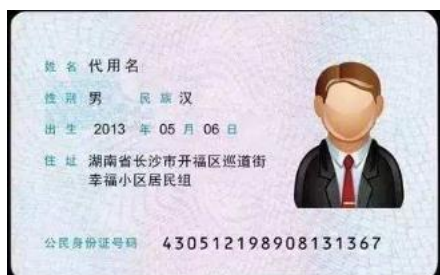 姓名 代用名
性别 男 民族 汉
出生 2013 年 05 月 06 日
住址 湖南省长沙市开福区巡道街
幸福小区居民组
公民身份证号码 430512198908131367